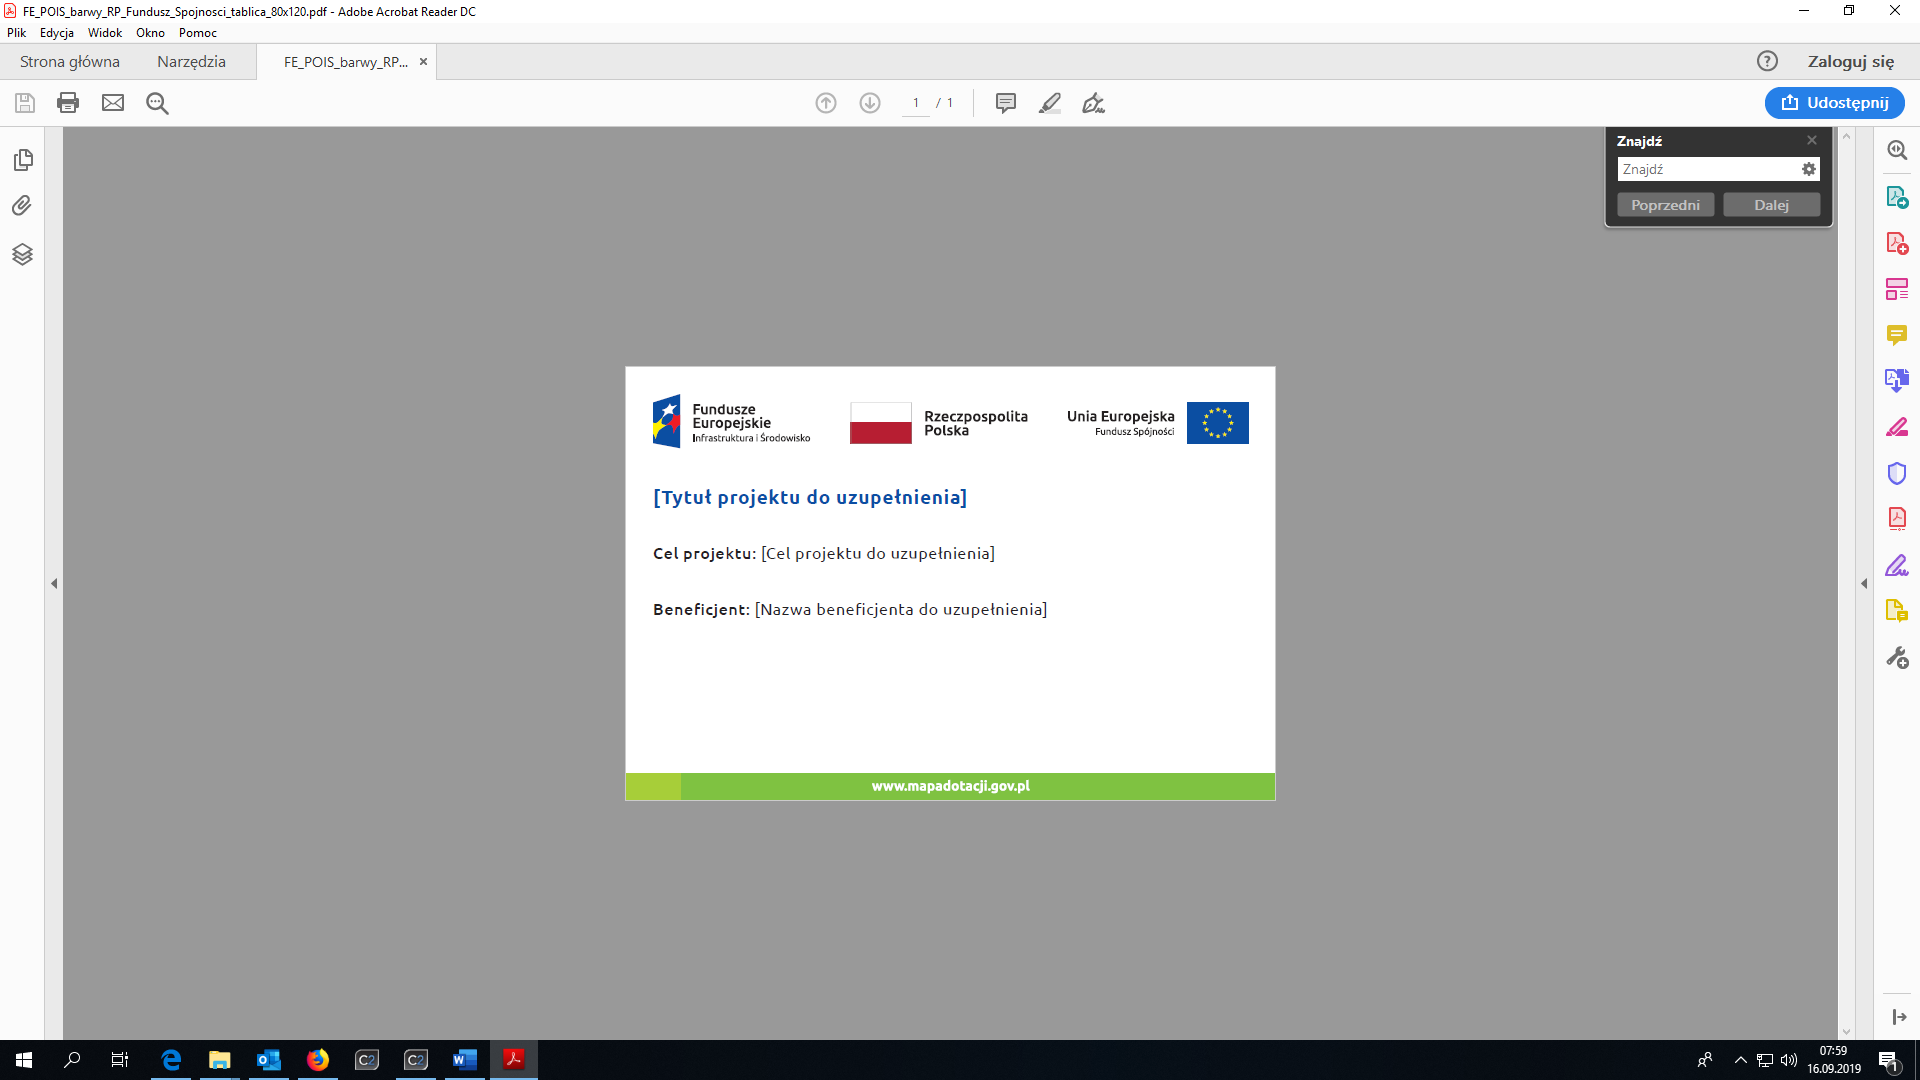 FE_POIS_barwy_RP_Fundusz_Spojnosci_tablica_80x120.pdf - Adobe Acrobat Reader DC
Plik Edycja Widok Okno Pomoc
Strona główna Narzędzia FE_POIS_barwy_RP... × Zaloguj się
1 / 1 Udostępnij
Znajdź
Znajdź
Poprzedni Dalej
Fundusze
Europejskie
Infrastruktura i Środowisko
Rzeczpospolita
Polska
Unia Europejska
Fundusz Spójności
[Tytuł projektu do uzupełnienia]
Cel projektu: [Cel projektu do uzupełnienia]
Beneficjent: [Nazwa beneficjenta do uzupełnienia]
www.mapadotacji.gov.pl
C2 C2 07:59
16.09.2019 1